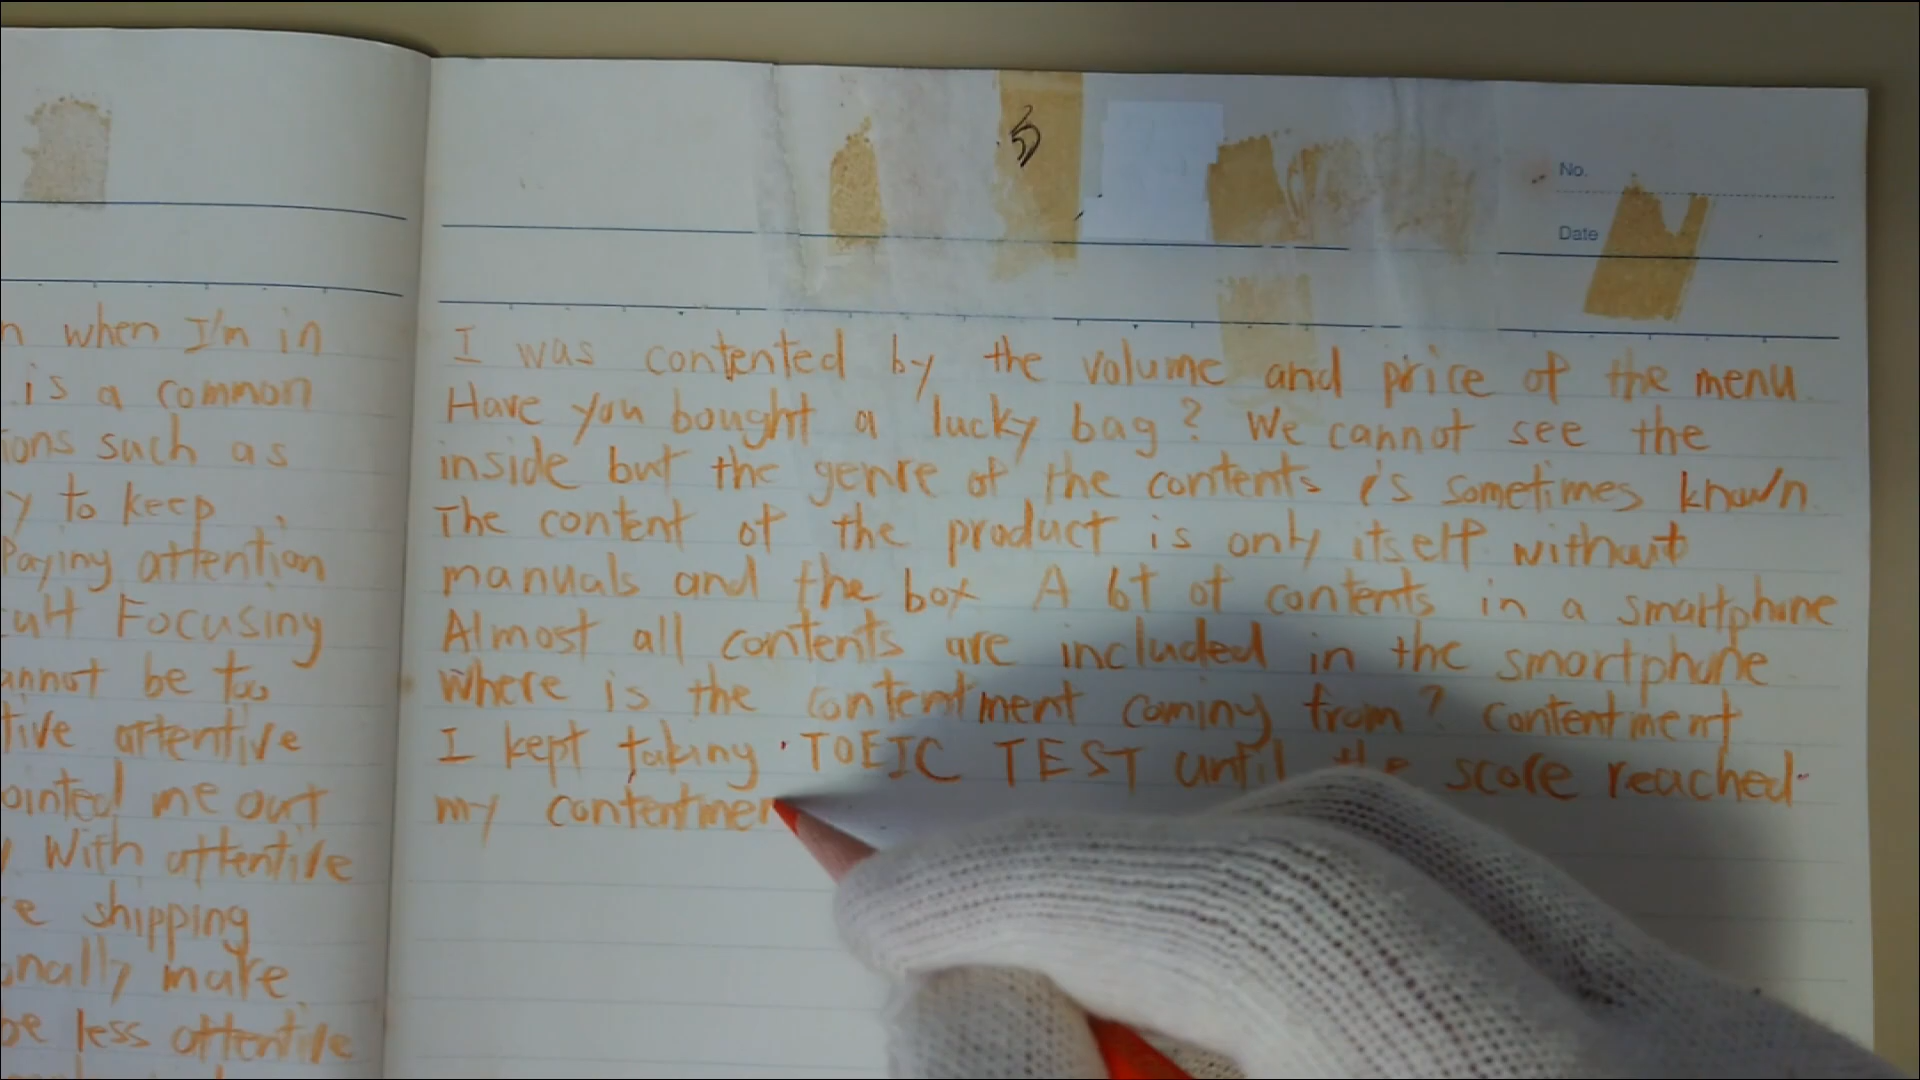 n when I'm in
is a common
ions such as
y to keep
Paying attention
cult Focusing
annot be too
tive attentive
ointed me out
y With attentive
e shipping
onally make
be less attentive
5
No.
Date
I was contented by the volume and price of the menu
Have you bought a lucky bag? We cannot see the
inside but the genre of the contents is sometimes known
The content of the product is only itself without
manuals and the box A lot of contents in a smartphone
Almost all contents are included in the smartphone
where is the contentment coming from? contentment
I kept taking TOEIC TEST until the score reached
my contentmen